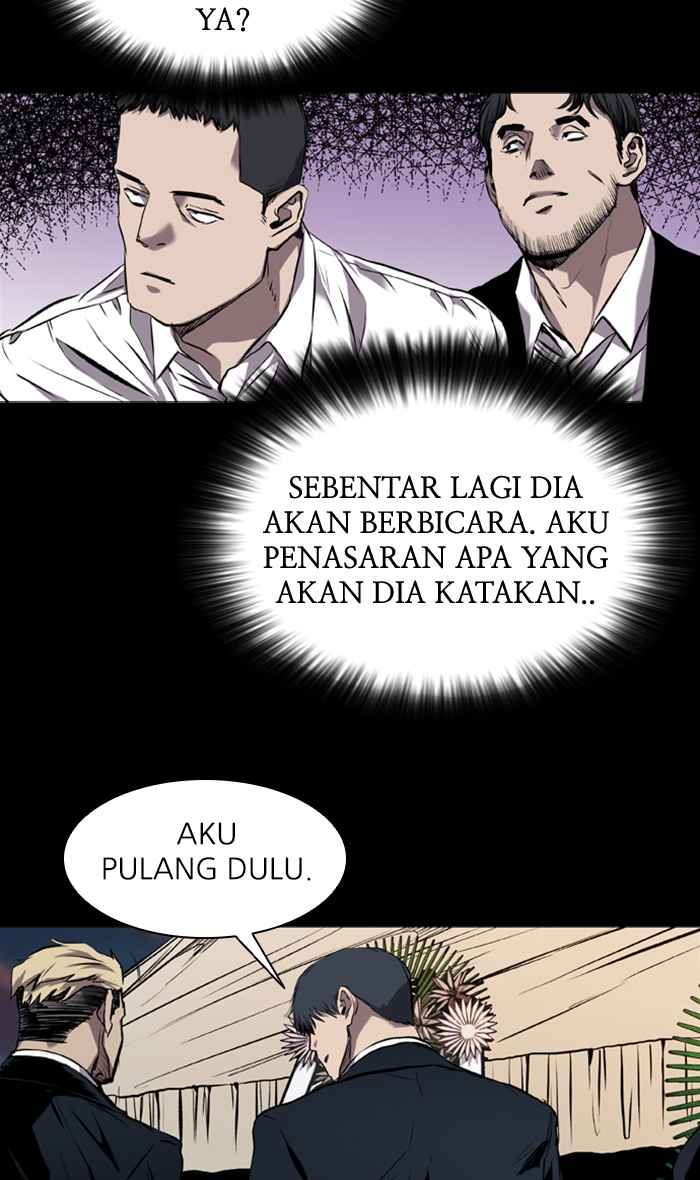 YA?
SEBENTAR LAGI DIA
AKAN BERBICARA. AKU
PENASARAN APA YANG
AKAN DIA KATAKAN..
AKU
PULANG DULU.